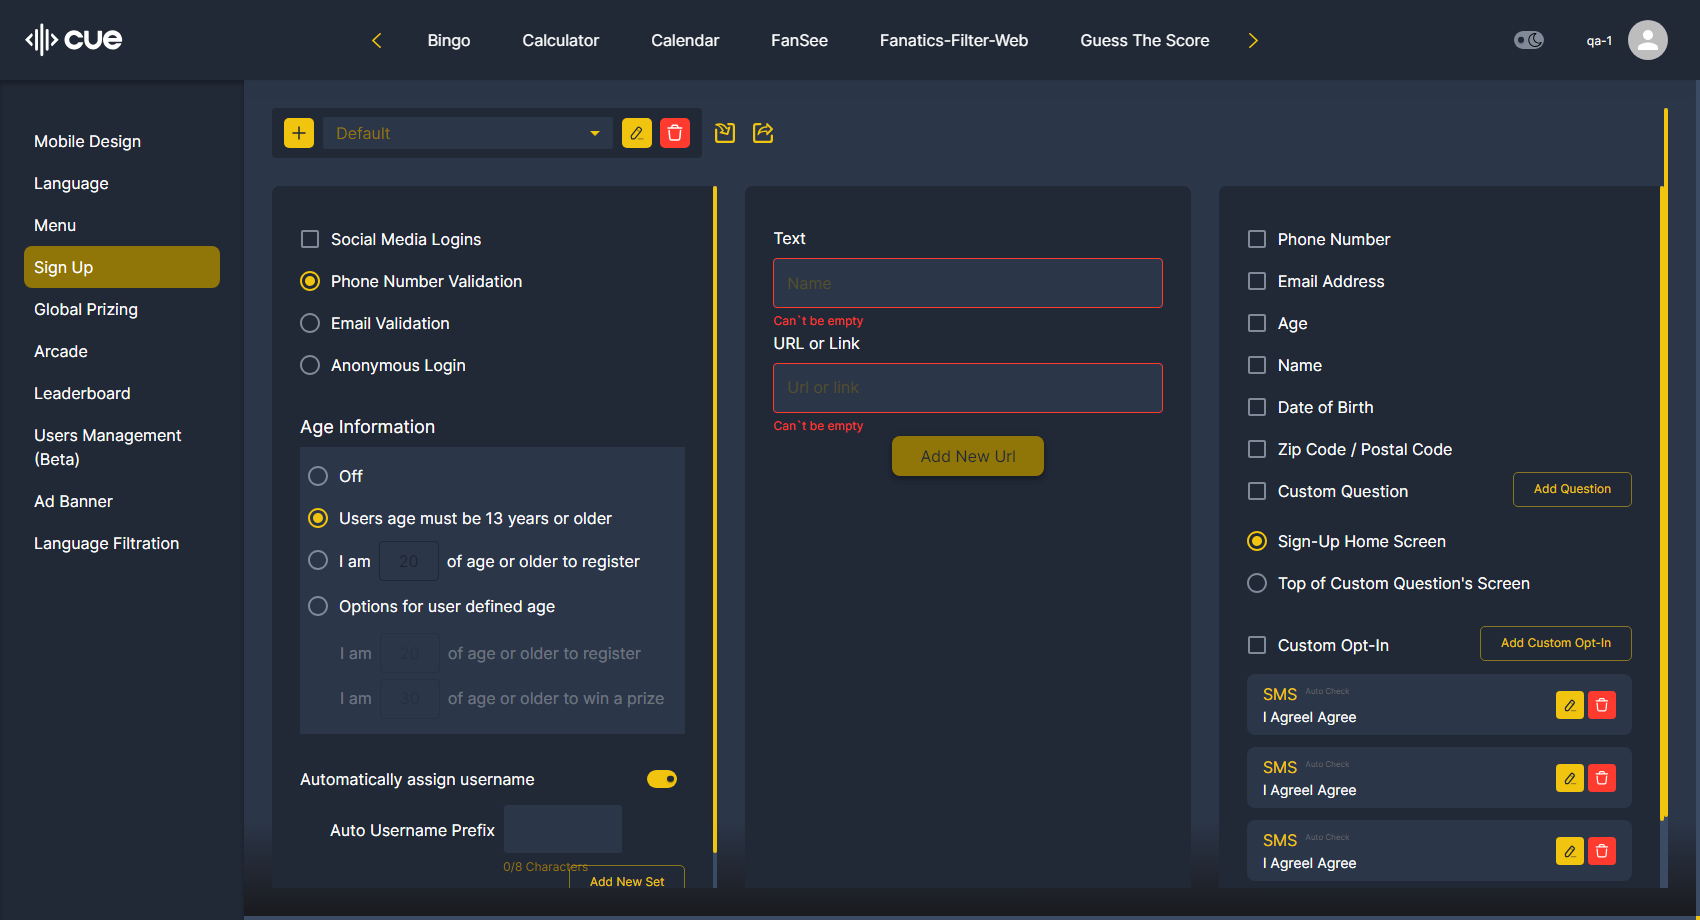 cue
Bingo
Calculator
Calendar
FanSee
Fanatics-Filter-Web
Guess The Score
qa-1
Mobile Design
Language
Menu
Sign Up
Global Prizing
Arcade
Leaderboard
Users Management
(Beta)
Ad Banner
Language Filtration
Default
Social Media Logins
Phone Number Validation
Email Validation
Anonymous Login
Age Information
Off
Users age must be 13 years or older
I am 20 of age or older to register
Options for user defined age
I am 20 of age or older to register
I am 30 of age or older to win a prize
Automatically assign username
Auto Username Prefix
0/8 Characters
Add New Set
Text
Name
Can`t be empty
URL or Link
Url or link
Can`t be empty
Add New Url
Phone Number
Email Address
Age
Name
Date of Birth
Zip Code / Postal Code
Custom Question
Add Question
Sign-Up Home Screen
Top of Custom Question's Screen
Custom Opt-In
Add Custom Opt-In
SMS Auto Check
I AgreeI Agree
SMS Auto Check
I AgreeI Agree
SMS Auto Check
I AgreeI Agree